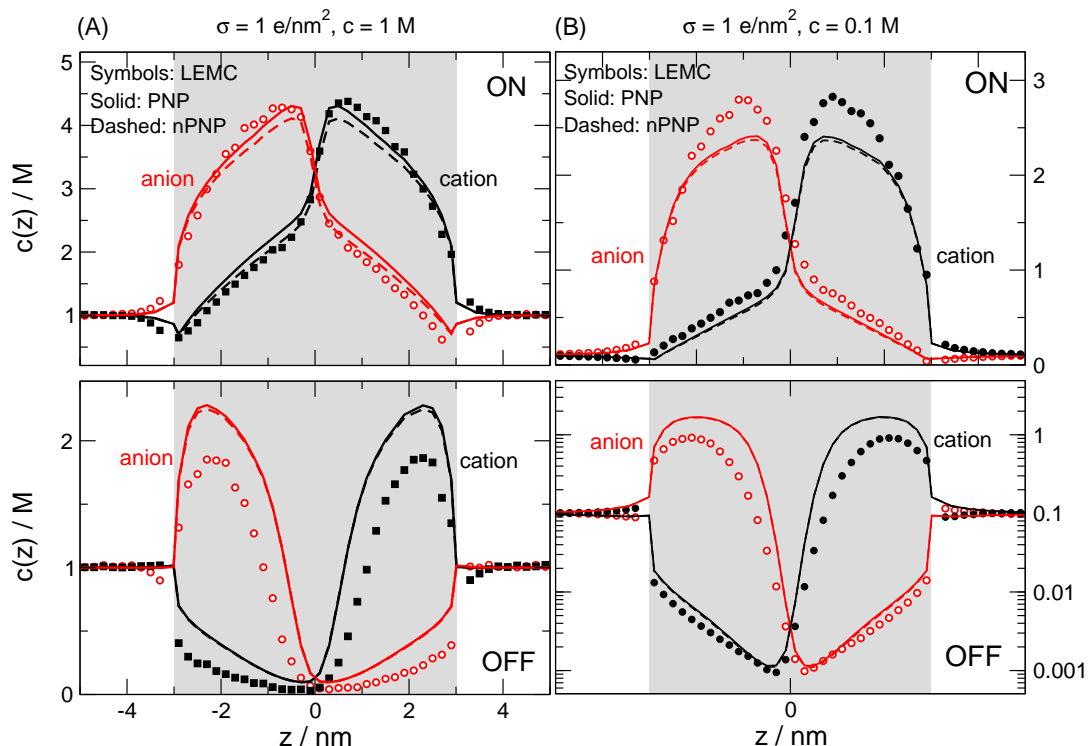 (A)
σ = 1 e/nm², c = 1 M
(B)
σ = 1 e/nm², c = 0.1 M
Symbols: LEMC
Solid: PNP
Dashed: nPNP
ON
anion
cation
c(z) / M
5
4
3
2
1
Symbols: LEMC
Solid: PNP
Dashed: nPNP
ON
anion
cation
3
2
1
0
anion
cation
OFF
c(z) / M
2
1
0
-4
-2
0
2
4
z / nm
anion
cation
OFF
1
0.1
0.01
0.001
0
z / nm